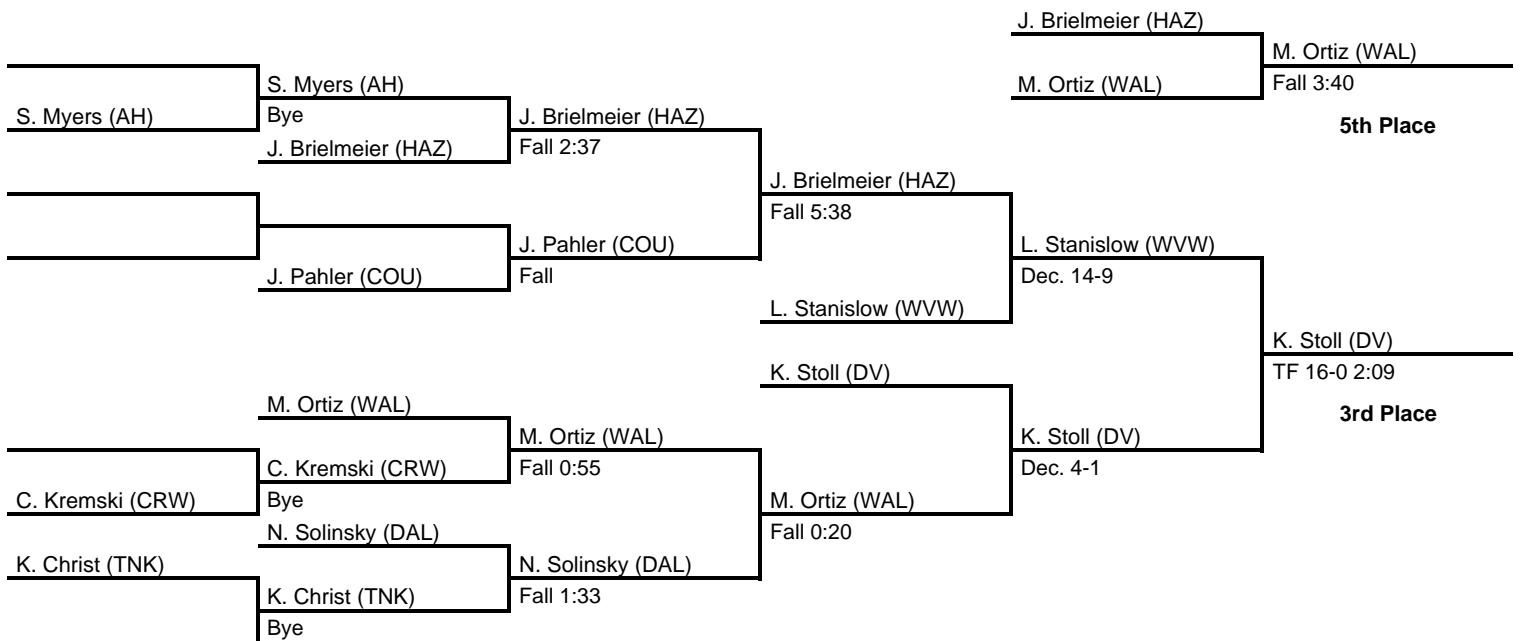 J. Brielmeier (HAZ)
M. Ortiz (WAL)
S. Myers (AH)
M. Ortiz (WAL)
Fall 3:40
S. Myers (AH)
Bye
J. Brielmeier (HAZ)
5th Place
J. Brielmeier (HAZ)
Fall 2:37
J. Brielmeier (HAZ)
Fall 5:38
J. Pahler (COU)
L. Stanislow (WVW)
J. Pahler (COU)
Fall
Dec. 14-9
L. Stanislow (WVW)
K. Stoll (DV)
K. Stoll (DV)
TF 16-0 2:09
M. Ortiz (WAL)
3rd Place
M. Ortiz (WAL)
K. Stoll (DV)
C. Kremski (CRW)
Fall 0:55
Dec. 4-1
C. Kremski (CRW)
Bye
M. Ortiz (WAL)
N. Solinsky (DAL)
Fall 0:20
K. Christ (TNK)
N. Solinsky (DAL)
K. Christ (TNK)
Fall 1:33
Bye